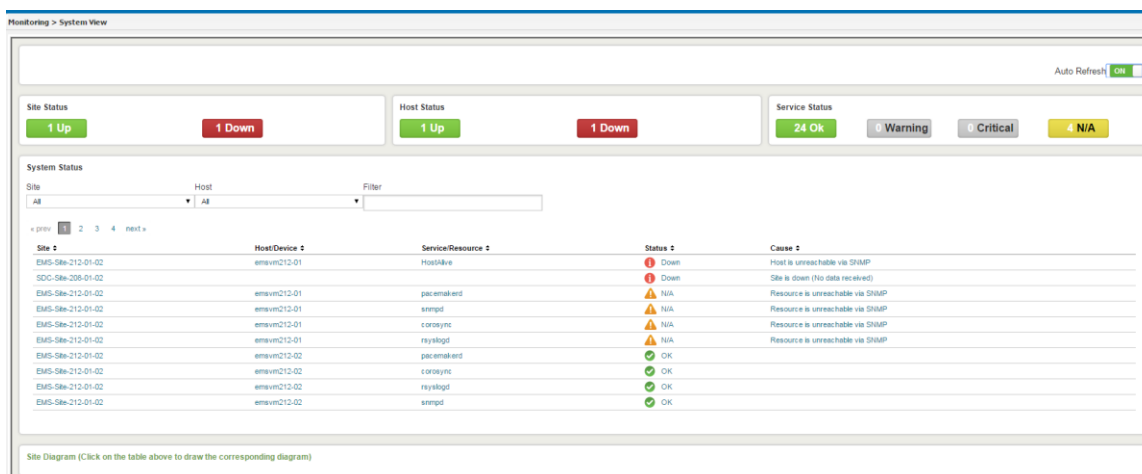 Monitoring > System View
Auto Refresh ON
Site Status
1 Up 1 Down
Host Status
1 Up 1 Down
Service Status
24 Ok 0 Warning 0 Critical 4 N/A
System Status
Site Host Filter
All All
« prev 1 2 3 4 next »
Site Host/Device Service/Resource Status Cause
EMS-Site-212-01-02 emsvm212-01 HostAlive Down Host is unreachable via SNMP
SDC-Site-208-01-02 Down Site is down (No data received)
EMS-Site-212-01-02 emsvm212-01 pacemakerd N/A Resource is unreachable via SNMP
EMS-Site-212-01-02 emsvm212-01 snmpd N/A Resource is unreachable via SNMP
EMS-Site-212-01-02 emsvm212-01 corosync N/A Resource is unreachable via SNMP
EMS-Site-212-01-02 emsvm212-01 rsyslogd N/A Resource is unreachable via SNMP
EMS-Site-212-01-02 emsvm212-02 pacemakerd OK
EMS-Site-212-01-02 emsvm212-02 corosync OK
EMS-Site-212-01-02 emsvm212-02 rsyslogd OK
EMS-Site-212-01-02 emsvm212-02 snmpd OK
Site Diagram (Click on the table above to draw the corresponding diagram)